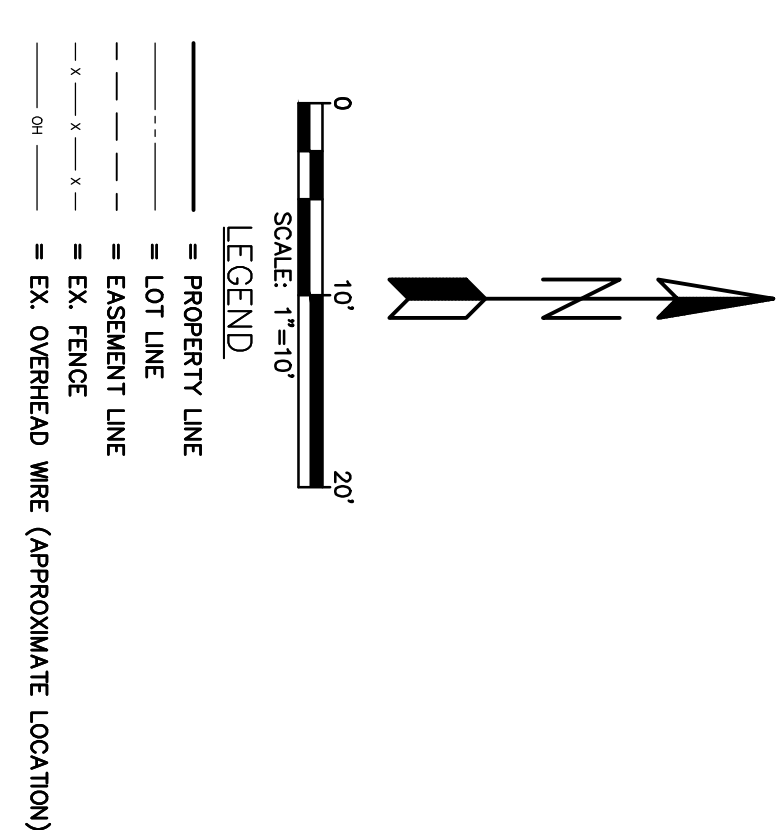 N
0 10' 20'
SCALE: 1"=10'
LEGEND
= PROPERTY LINE
= LOT LINE
= EASEMENT LINE
X X X = EX. FENCE
OH = EX. OVERHEAD WIRE (APPROXIMATE LOCATION)